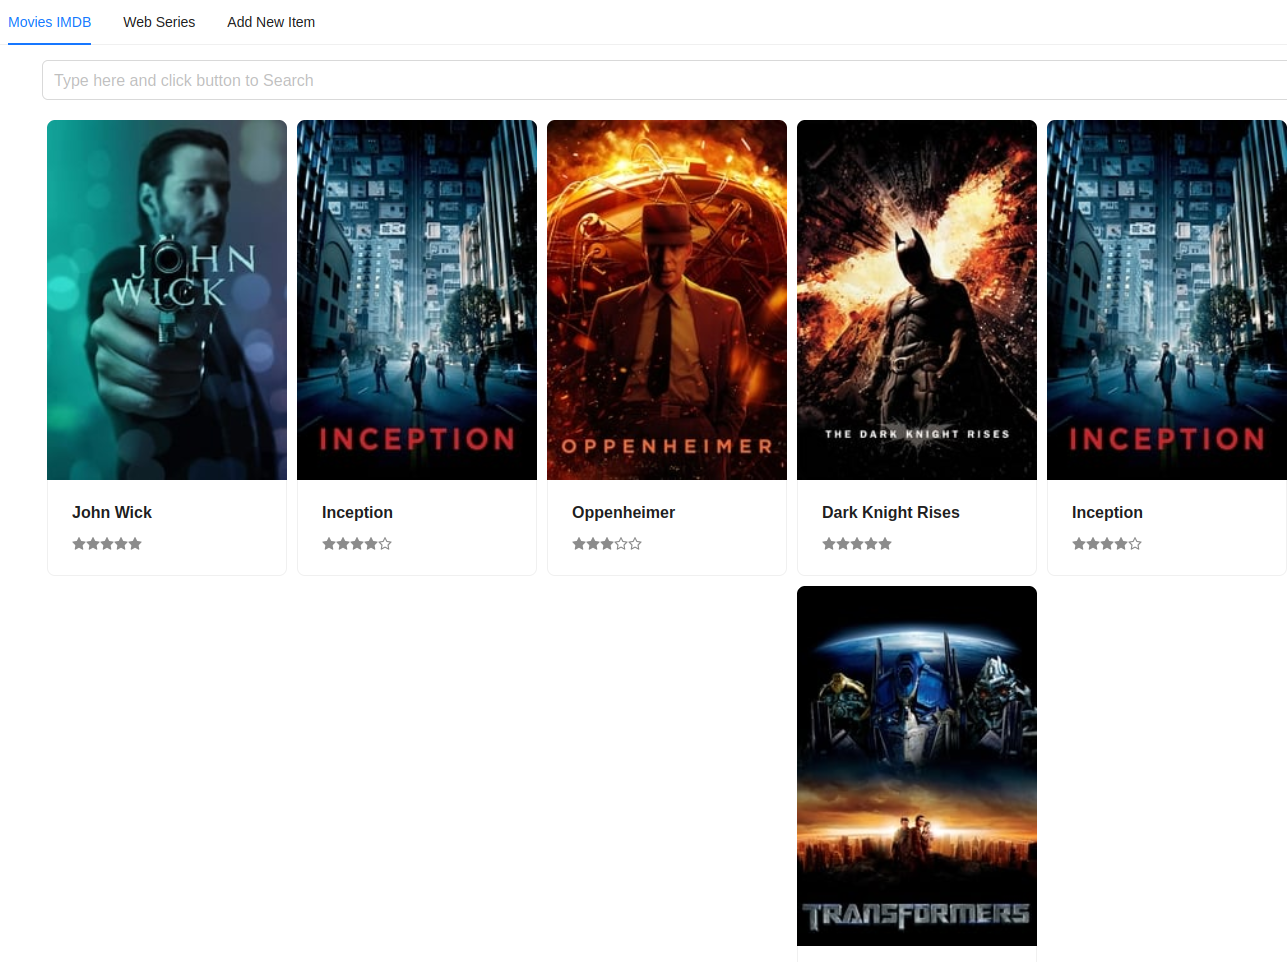 Movies IMDB Web Series Add New Item
Type here and click button to Search
JOHN
WICK
INCEPTION
OPPENHEIMER
THE DARK KNIGHT RISES
INCEPTION
John Wick
Inception
Oppenheimer
Dark Knight Rises
Inception
TRANSFORMERS